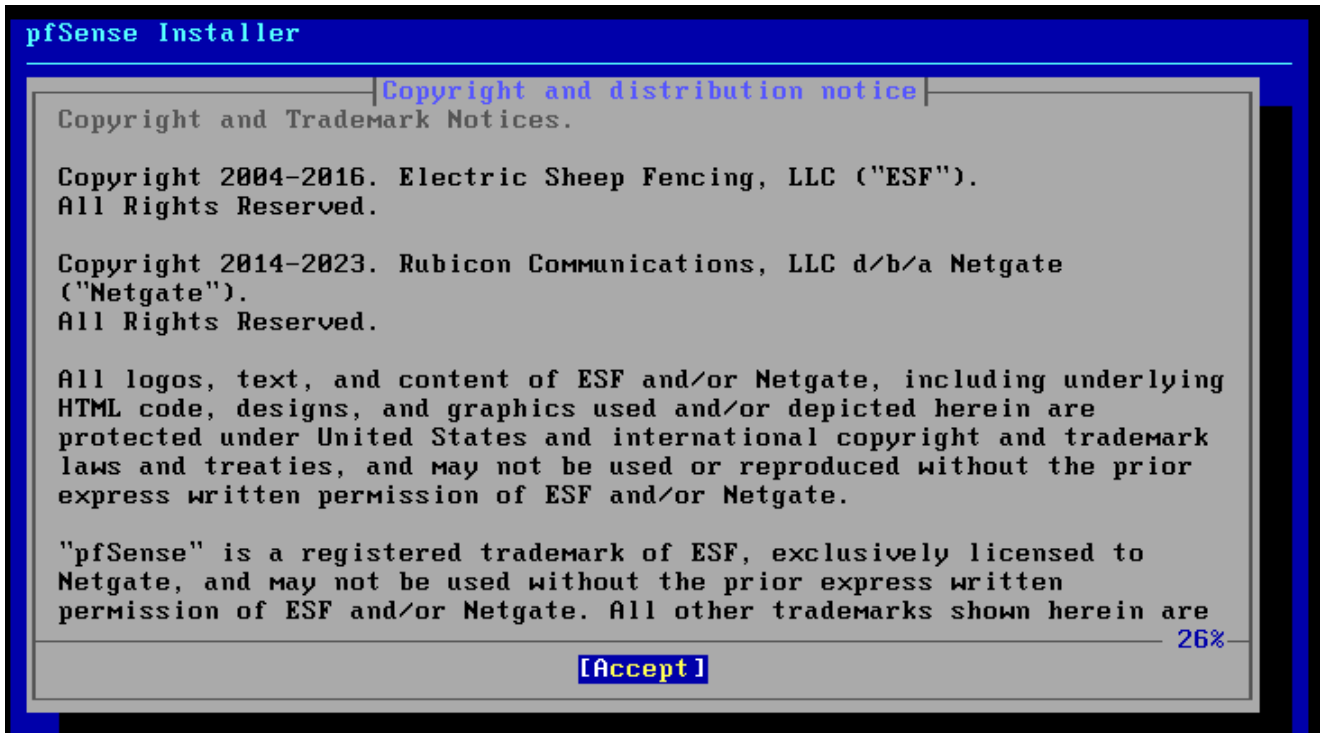 pfSense Installer
Copyright and distribution notice
Copyright and Trademark Notices.
Copyright 2004-2016. Electric Sheep Fencing, LLC ("ESF").
All Rights Reserved.
Copyright 2014-2023. Rubicon Communications, LLC d/b/a Netgate
("Netgate").
All Rights Reserved.
All logos, text, and content of ESF and/or Netgate, including underlying
HTML code, designs, and graphics used and/or depicted herein are
protected under United States and international copyright and trademark
laws and treaties, and may not be used or reproduced without the prior
express written permission of ESF and/or Netgate.
"pfSense" is a registered trademark of ESF, exclusively licensed to
Netgate, and may not be used without the prior express written
permission of ESF and/or Netgate. All other trademarks shown herein are
26%
[Accept]